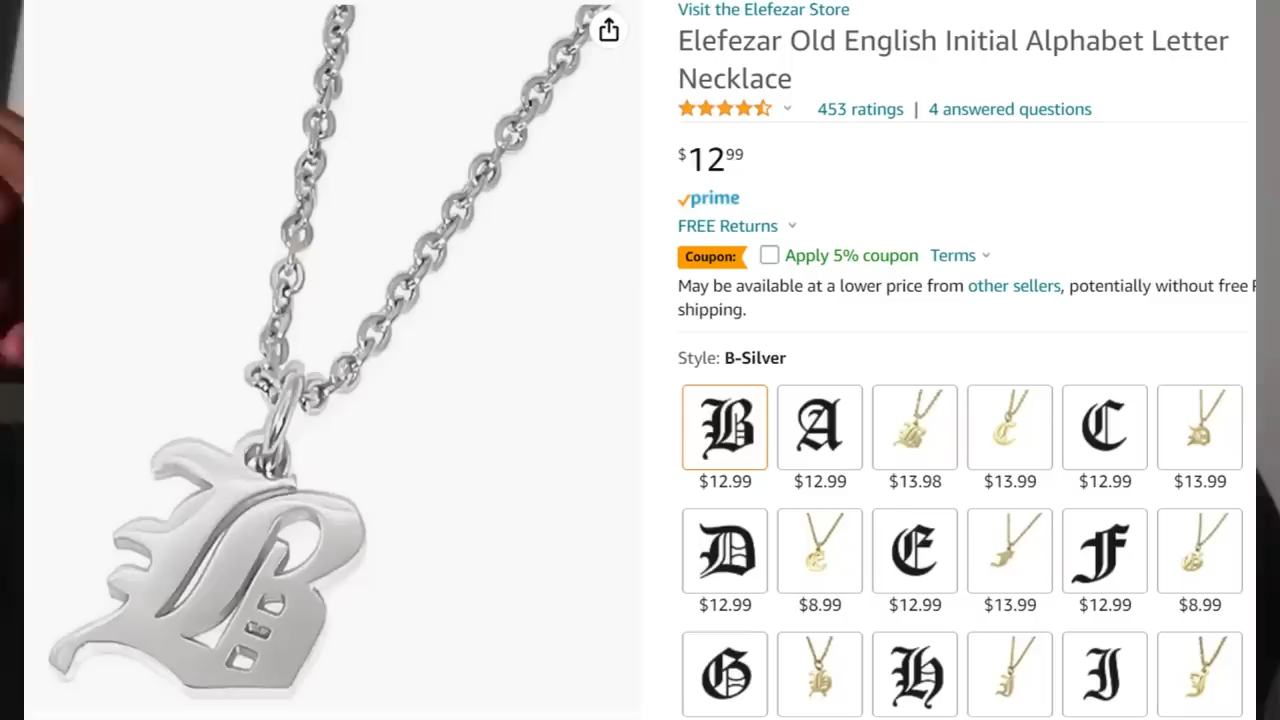 Visit the Elefezar Store
Elefezar Old English Initial Alphabet Letter
Necklace
453 ratings | 4 answered questions
$1299
prime
FREE Returns
Coupon: Apply 5% coupon Terms
May be available at a lower price from other sellers, potentially without free
shipping.
Style: B-Silver
B A C
$12.99 $12.99 $13.98 $13.99 $12.99 $13.99
D E F
$12.99 $8.99 $12.99 $13.99 $12.99 $8.99
G H I
B